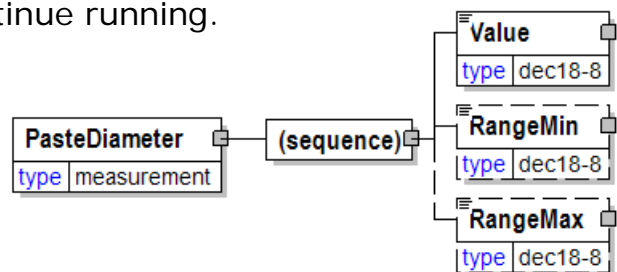 tinue running.
Value
type dec18-8
PasteDiameter
type measurement
(sequence)
RangeMin
type dec18-8
RangeMax
type dec18-8